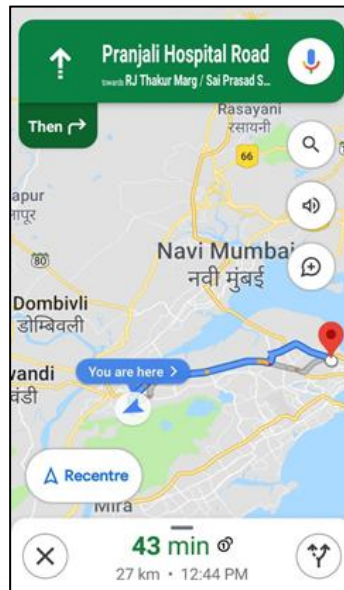 Pranjali Hospital Road
towards RJ Thakur Marg / Sai Prasad S...
Then
Rasayani
रसायनी
66
apur
नापूर
80
Navi Mumbai
नवी मुंबई
Dombivli
डोम्बिवली
wandi
वंडी
You are here
Recentre
Mira
43 min
27 km • 12:44 PM